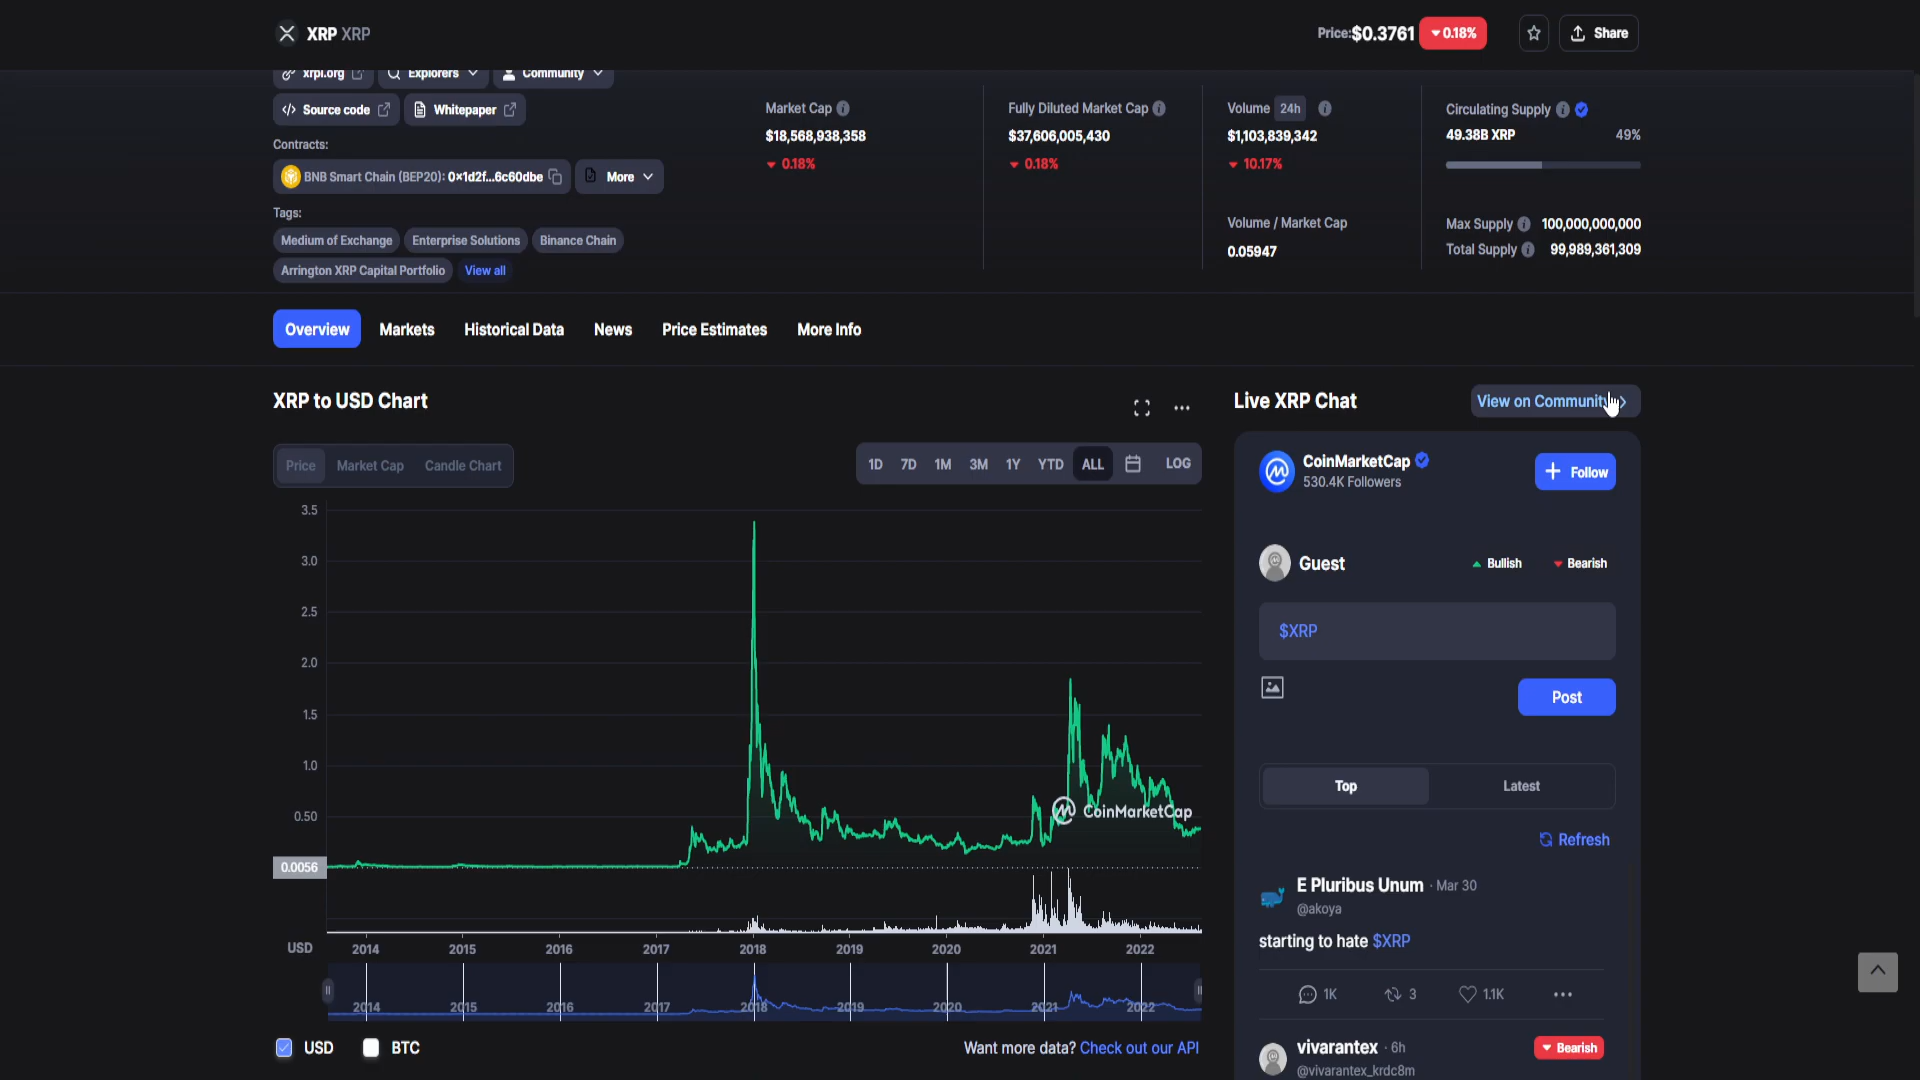 XRP XRP
Price:$0.3761 0.18%
Share
xrpl.org Explorers Community
Source code Whitepaper
Contracts:
BNB Smart Chain (BEP20): 0x1d2f...6c60dbe More
Tags:
Medium of Exchange Enterprise Solutions Binance Chain
Arrington XRP Capital Portfolio View all
Market Cap
$18,568,938,358
0.18%
Fully Diluted Market Cap
$37,606,005,430
0.18%
Volume 24h
$1,103,839,342
10.17%
Volume / Market Cap
0.05947
Circulating Supply
49.38B XRP 49%
Max Supply 100,000,000,000
Total Supply 99,989,361,309
Overview Markets Historical Data News Price Estimates More Info
XRP to USD Chart
Price Market Cap Candle Chart
1D 7D 1M 3M 1Y YTD ALL LOG
3.5
3.0
2.5
2.0
1.5
1.0
0.50
0.0056
CoinMarketCap
USD 2014 2015 2016 2017 2018 2019 2020 2021 2022
2014 2015 2016 2017 2018 2019 2020 2021 2022
USD BTC
Want more data? Check out our API
Live XRP Chat
View on Community
CoinMarketCap
530.4K Followers
Follow
Guest
Bullish Bearish
$XRP
Post
Top Latest
Refresh
E Pluribus Unum · Mar 30
@akoya
starting to hate $XRP
1K 3 1.1K
vivarantex · 6h
Bearish
@vivarantex_krdc8m